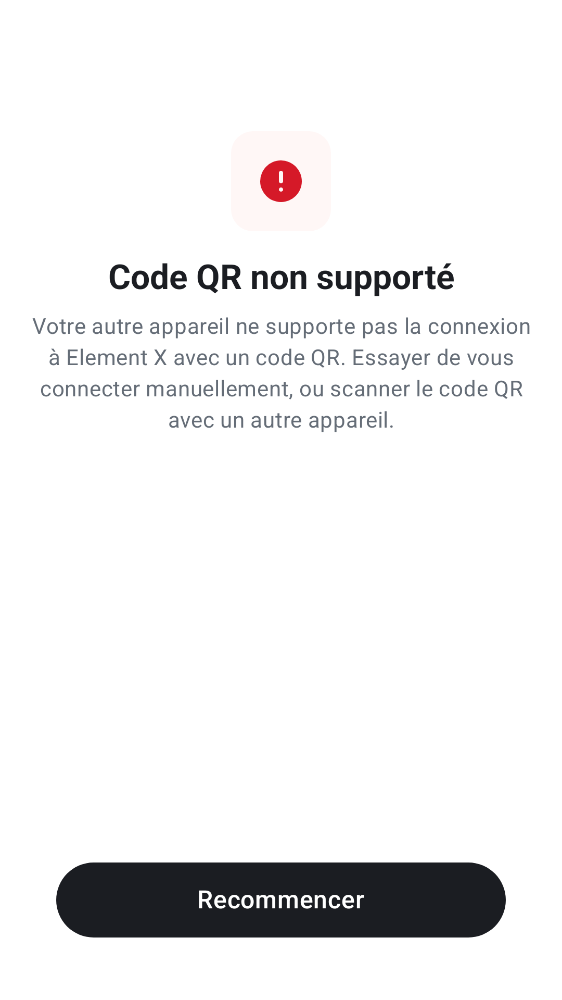 Code QR non supporté
Votre autre appareil ne supporte pas la connexion
à Element X avec un code QR. Essayer de vous
connecter manuellement, ou scanner le code QR
avec un autre appareil.
Recommencer